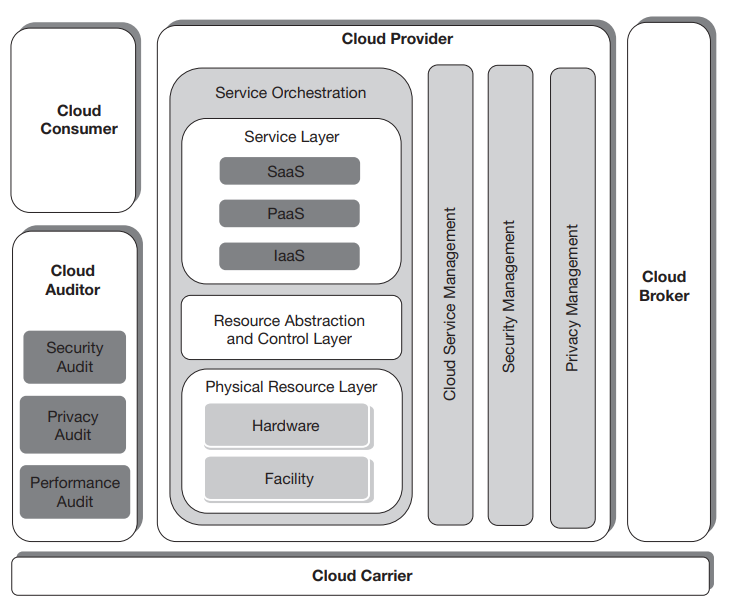 Cloud
Consumer
Cloud
Auditor
Security
Audit
Privacy
Audit
Performance
Audit
Cloud Provider
Service Orchestration
Service Layer
SaaS
PaaS
IaaS
Resource Abstraction
and Control Layer
Physical Resource Layer
Hardware
Facility
Cloud Service Management
Security Management
Privacy Management
Cloud
Broker
Cloud Carrier